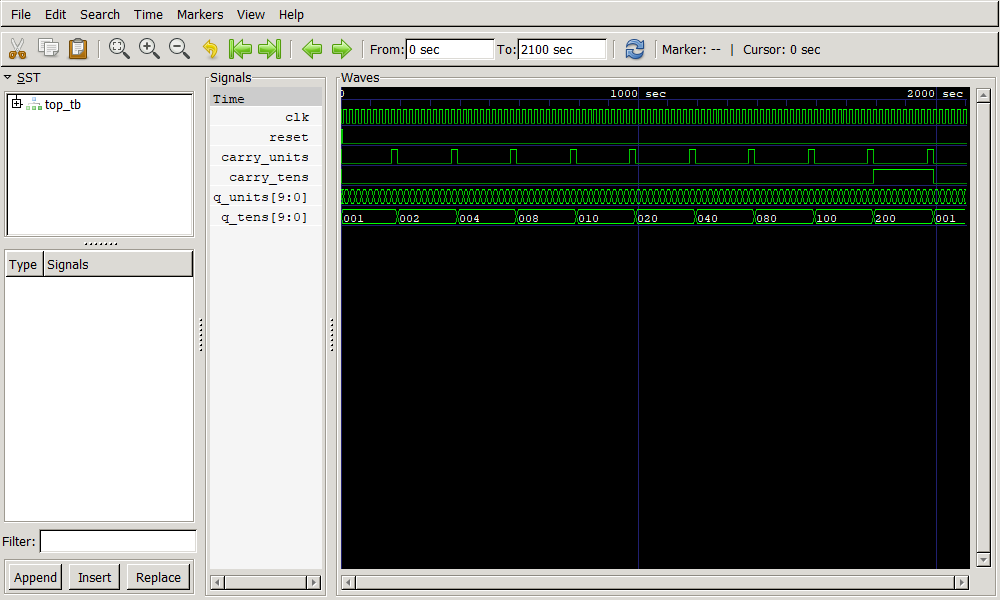 File Edit Search Time Markers View Help
From: 0 sec To: 2100 sec Marker: -- | Cursor: 0 sec
SST
top_tb
Type Signals
Filter:
Append Insert Replace
Signals
Time
clk
reset
carry_units
carry_tens
q_units[9:0]
q_tens[9:0]
Waves
0 1000 sec 2000 sec
001 002 004 008 010 020 040 080 100 200 001